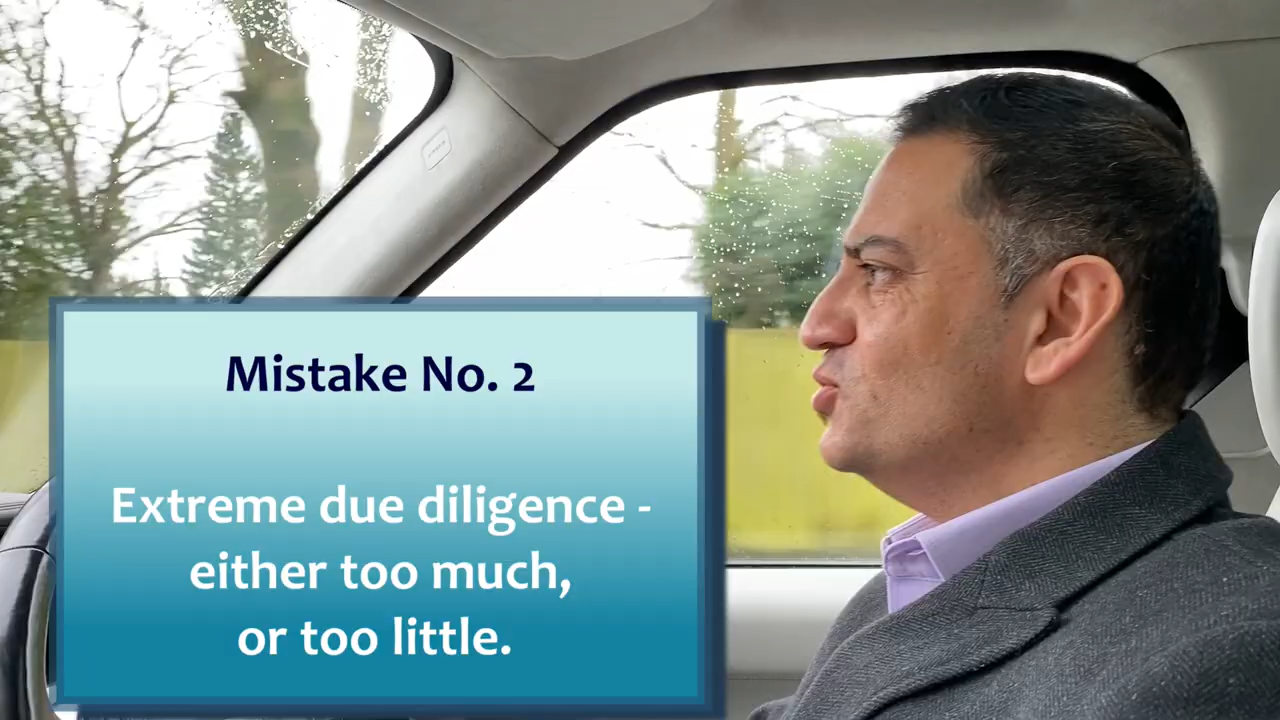 Mistake No. 2
Extreme due diligence -
either too much,
or too little.